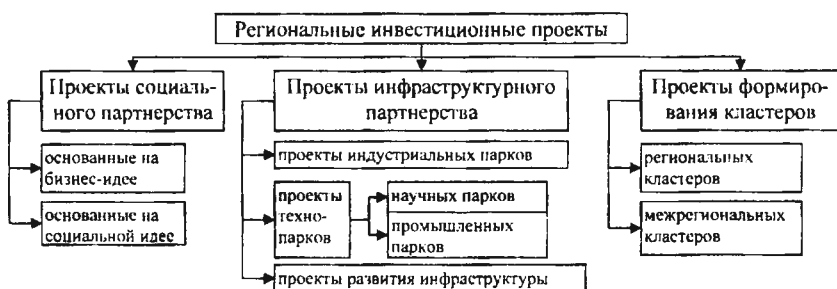 Региональные инвестиционные проекты
Проекты социаль-
ного партнерства
основанные на
бизнес-идее
основанные на
социальной идее
Проекты инфраструктурного
партнерства
проекты индустриальных парков
проекты
техно-
парков
научных парков
промышленных
парков
проекты развития инфраструктуры
Проекты формиро-
вания кластеров
региональных
кластеров
межрегиональных
кластеров